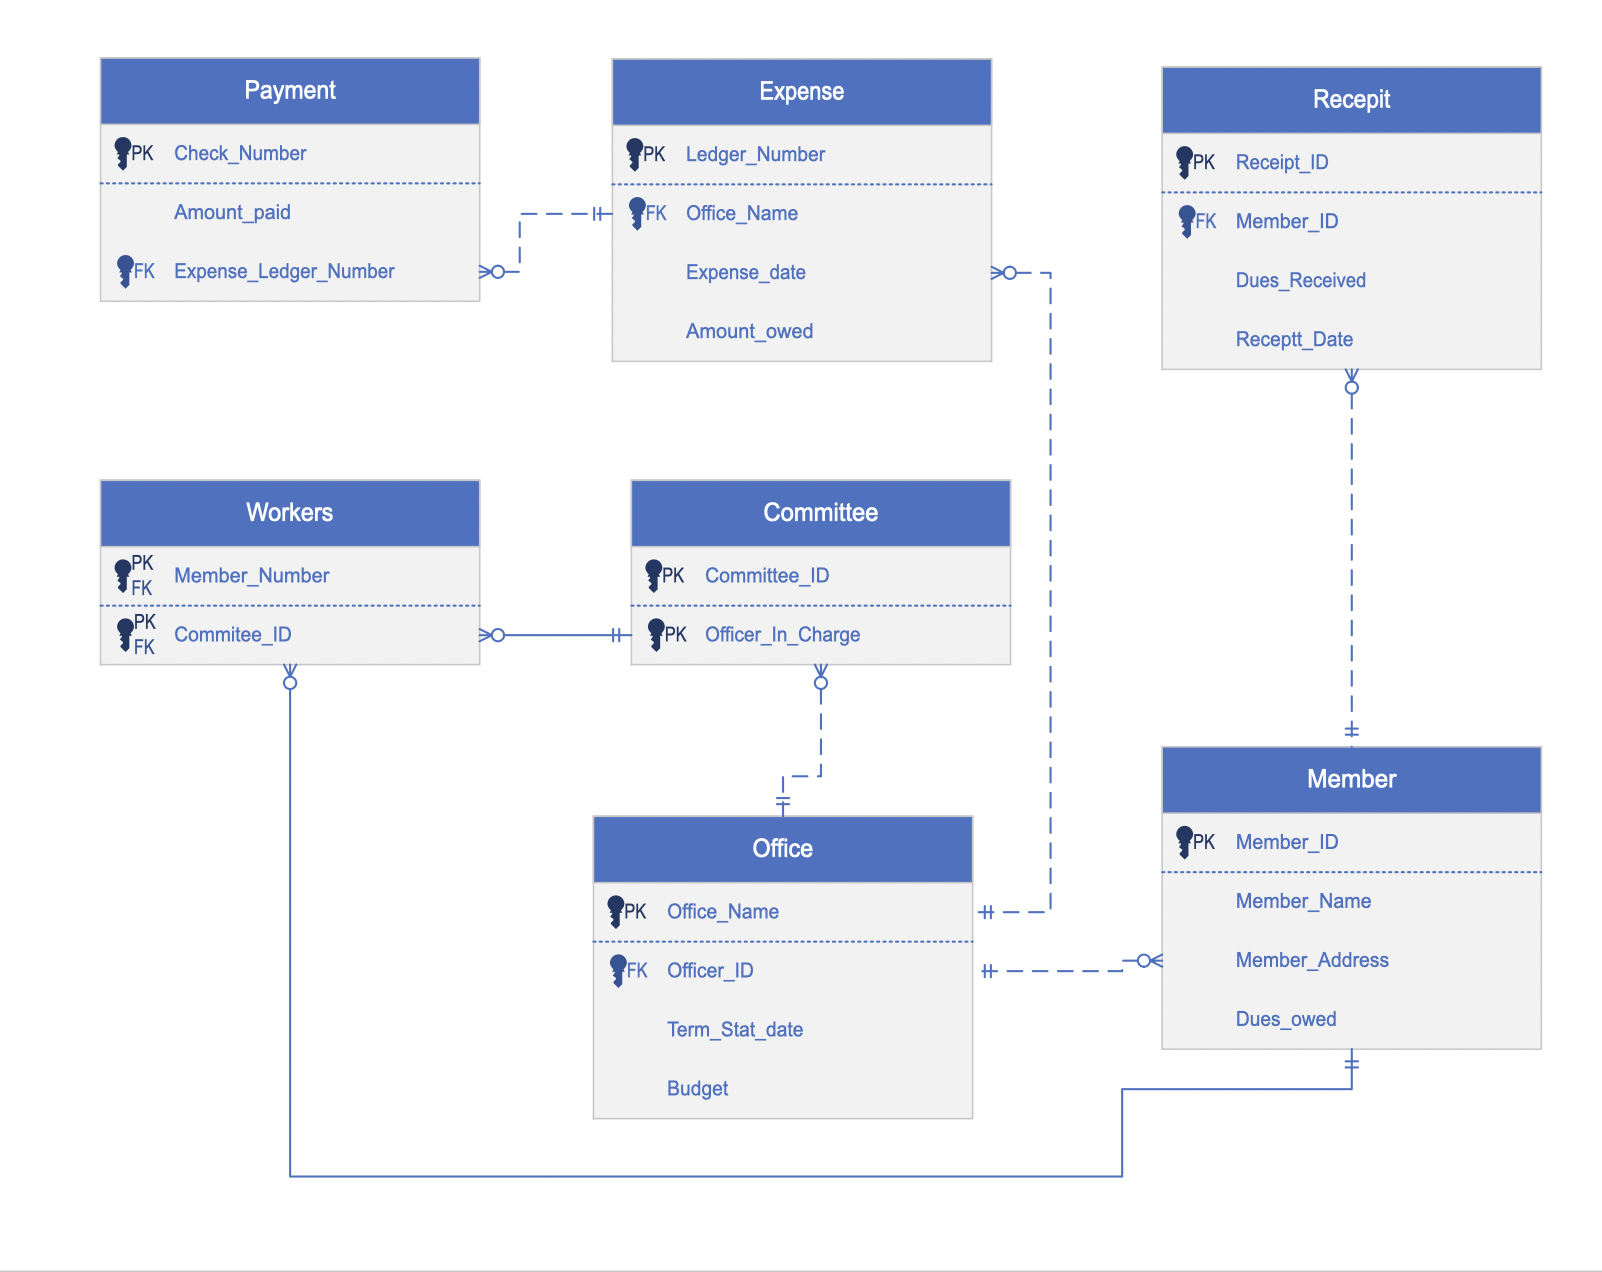 Payment
PK Check_Number
Amount_paid
FK Expense_Ledger_Number
Expense
PK Ledger_Number
FK Office_Name
Expense_date
Amount_owed
Recepit
PK Receipt_ID
FK Member_ID
Dues_Received
Receptt_Date
Workers
PK
FK Member_Number
PK
FK Commitee_ID
Committee
PK Committee_ID
PK Officer_In_Charge
Office
PK Office_Name
FK Officer_ID
Term_Stat_date
Budget
Member
PK Member_ID
Member_Name
Member_Address
Dues_owed